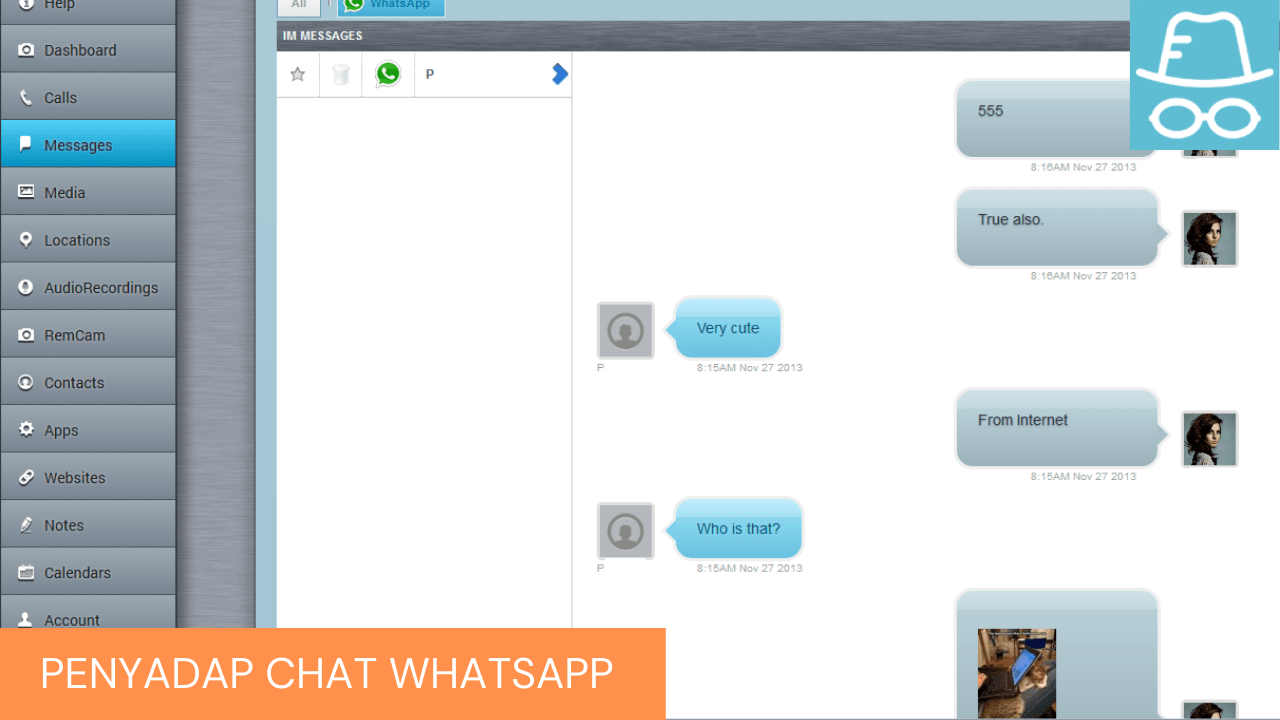 Help
Dashboard
Calls
Messages
Media
Locations
AudioRecordings
RemCam
Contacts
Apps
Websites
Notes
Calendars
Account
All
WhatsApp
IM MESSAGES
P
555
8:16AM Nov 27 2013
True also.
8:16AM Nov 27 2013
Very cute
P
8:15AM Nov 27 2013
From Internet
8:15AM Nov 27 2013
Who is that?
P
8:15AM Nov 27 2013
PENYADAP CHAT WHATSAPP